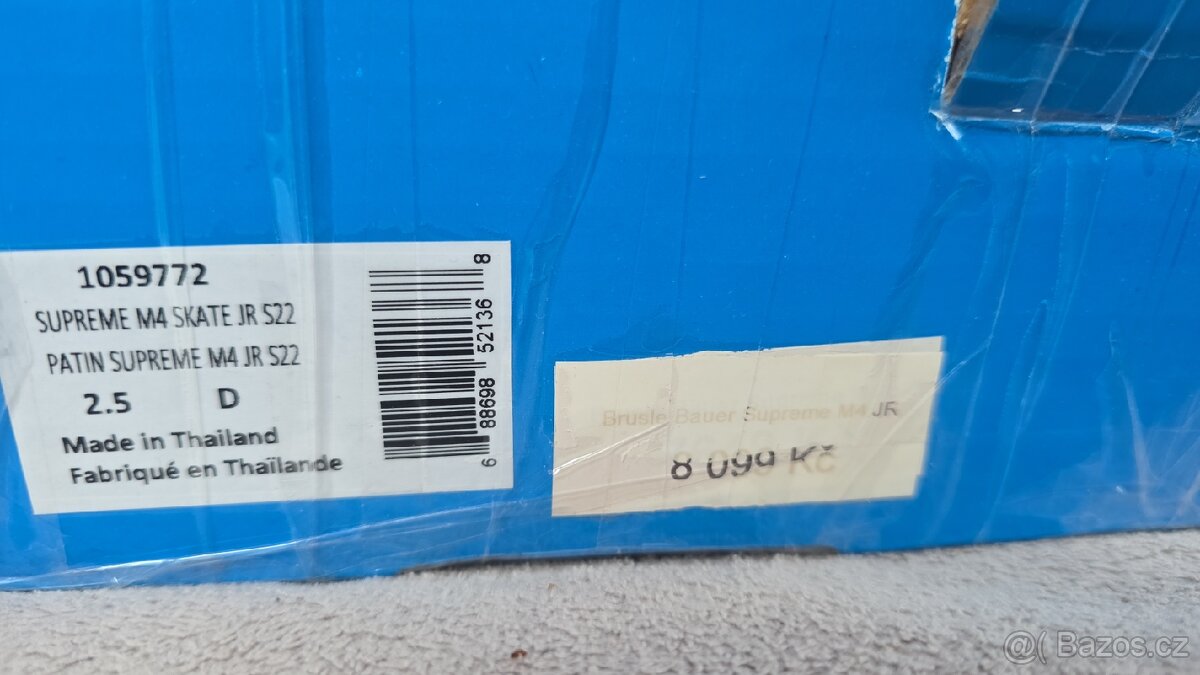 1059772
SUPREME M4 SKATE JR S22
PATIN SUPREME M4 JR S22
2.5 D
Made in Thailand
Fabriqué en Thaïlande
6 88698 52136 8
Brusle Bauer Supreme M4 JR
8 099 Kč
@( Bazos.cz